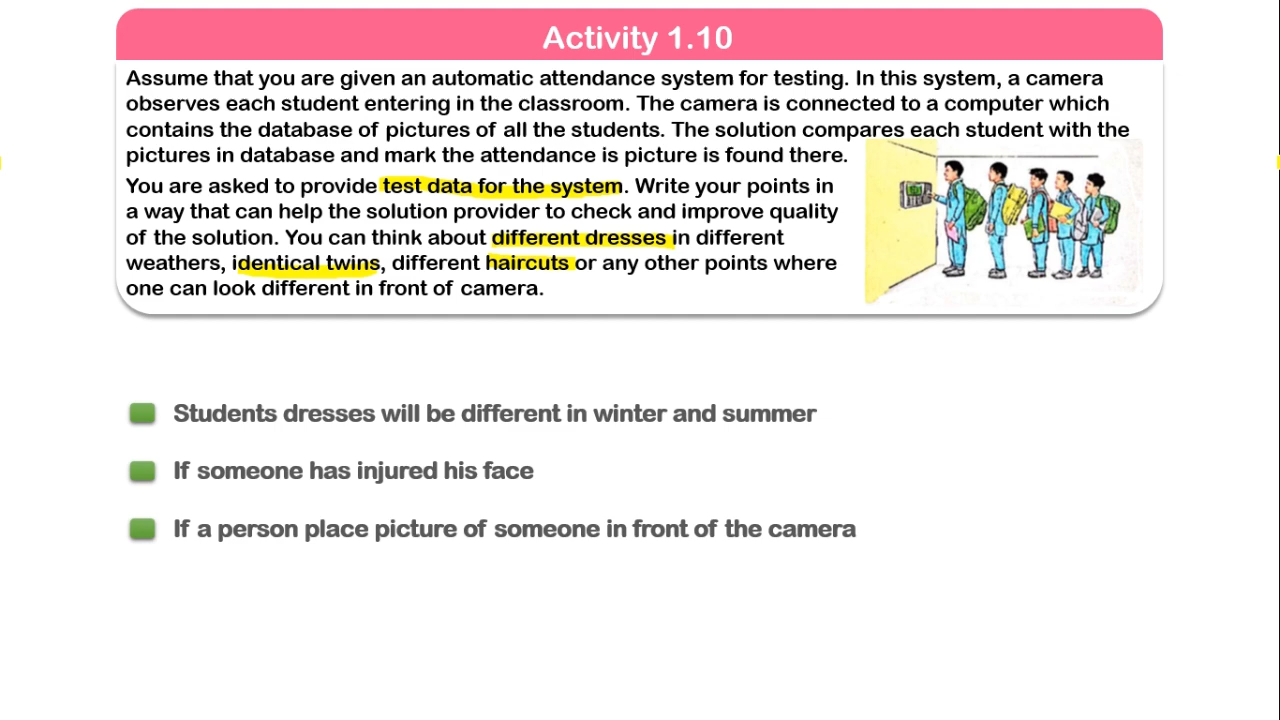 Activity 1.10
Assume that you are given an automatic attendance system for testing. In this system, a camera
observes each student entering in the classroom. The camera is connected to a computer which
contains the database of pictures of all the students. The solution compares each student with the
pictures in database and mark the attendance is picture is found there.
You are asked to provide test data for the system. Write your points in
a way that can help the solution provider to check and improve quality
of the solution. You can think about different dresses in different
weathers, identical twins, different haircuts or any other points where
one can look different in front of camera.
Students dresses will be different in winter and summer
If someone has injured his face
If a person place picture of someone in front of the camera